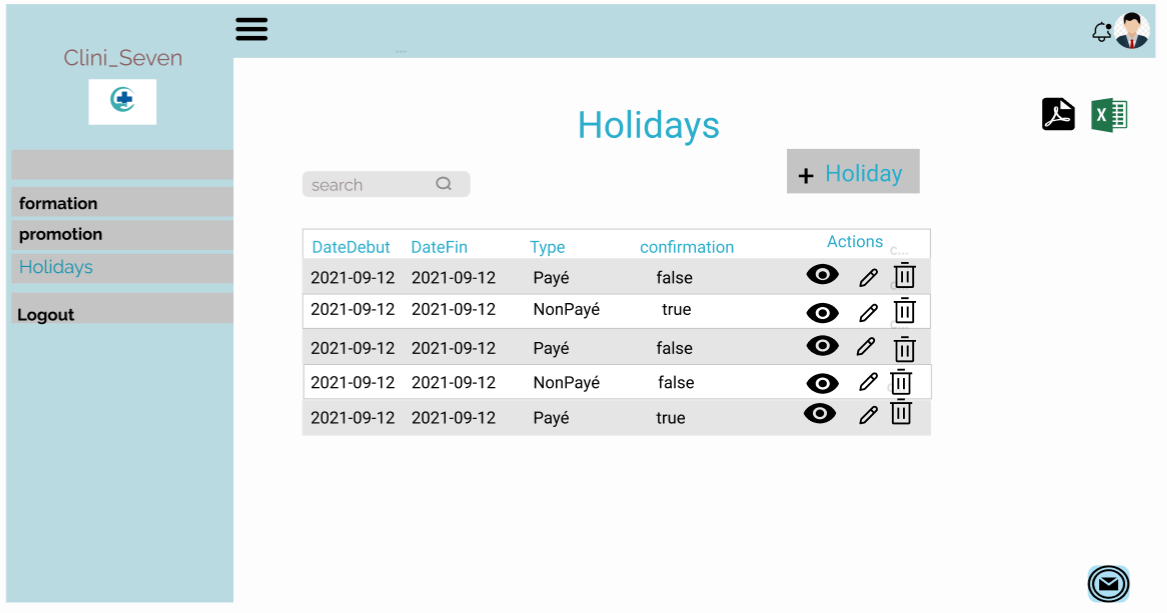 Clini_Seven
...
Holidays
X
search
+ Holiday
formation
promotion
Holidays
Logout
DateDebut DateFin Type confirmation Actions C...
2021-09-12 2021-09-12 Payé false
2021-09-12 2021-09-12 NonPayé true
2021-09-12 2021-09-12 Payé false
2021-09-12 2021-09-12 NonPayé false
2021-09-12 2021-09-12 Payé true